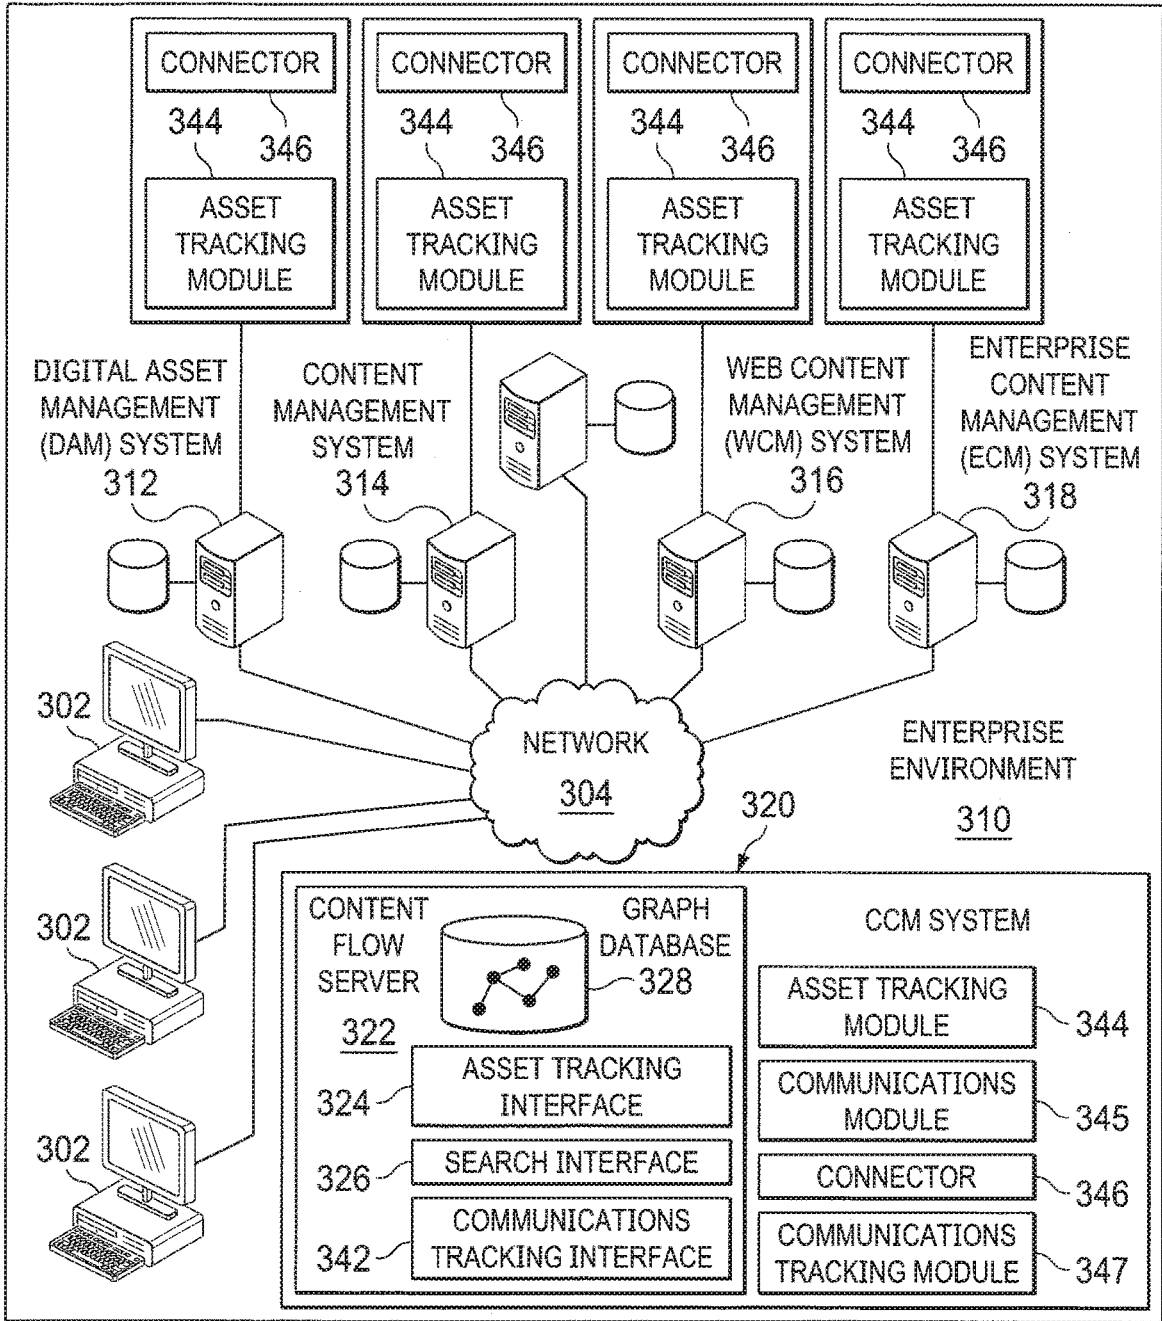 CONNECTOR
344
346
ASSET
TRACKING
MODULE
CONNECTOR
344
346
ASSET
TRACKING
MODULE
CONNECTOR
344
346
ASSET
TRACKING
MODULE
CONNECTOR
344
346
ASSET
TRACKING
MODULE
DIGITAL ASSET
MANAGEMENT
(DAM) SYSTEM
312
CONTENT
MANAGEMENT
SYSTEM
314
WEB CONTENT
MANAGEMENT
(WCM) SYSTEM
316
ENTERPRISE
CONTENT
MANAGEMENT
(ECM) SYSTEM
318
302
302
302
NETWORK
304
ENTERPRISE
ENVIRONMENT
310
320
CONTENT
FLOW
SERVER
322
GRAPH
DATABASE
328
324
ASSET TRACKING
INTERFACE
326
SEARCH INTERFACE
342
COMMUNICATIONS
TRACKING INTERFACE
CCM SYSTEM
ASSET TRACKING
MODULE
344
COMMUNICATIONS
MODULE
345
CONNECTOR
346
COMMUNICATIONS
TRACKING MODULE
347